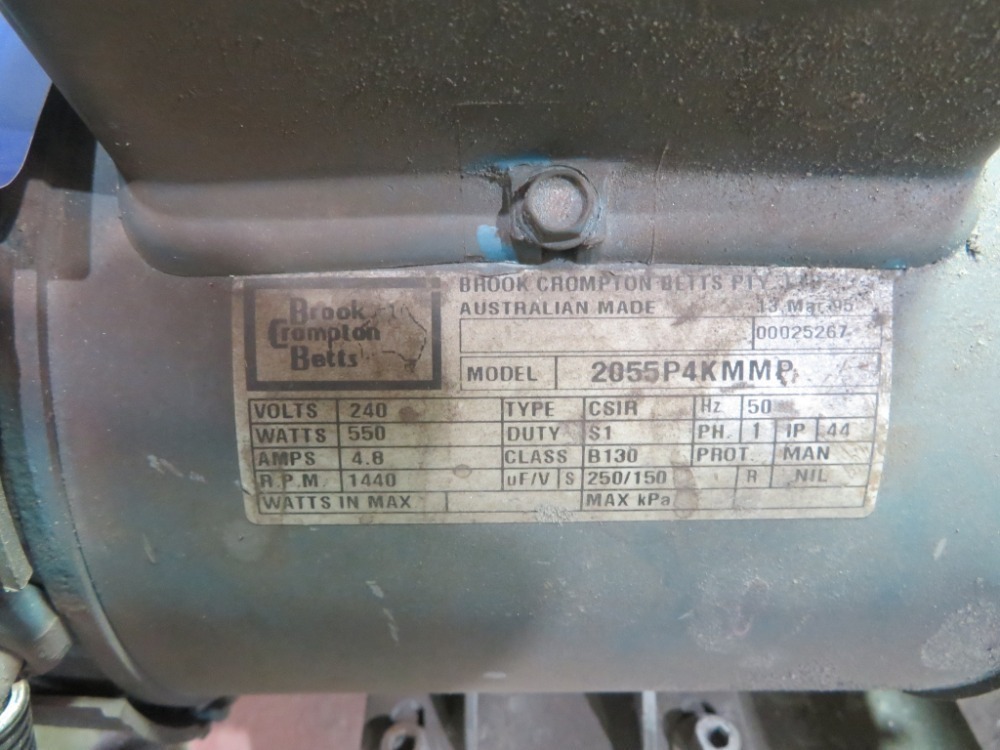 Brook
Crompton
Betts
BROOK CROMPTON BETTS PTY.
AUSTRALIAN MADE 13 Mar 95
00025267
MODEL 2055P4KMMP
VOLTS 240 TYPE CSIR Hz 50
WATTS 550 DUTY S1 PH. 1 IP 44
AMPS 4.8 CLASS B130 PROT. MAN
R.P.M. 1440 uF/V S 250/150 R NIL
WATTS IN MAX MAX kPa